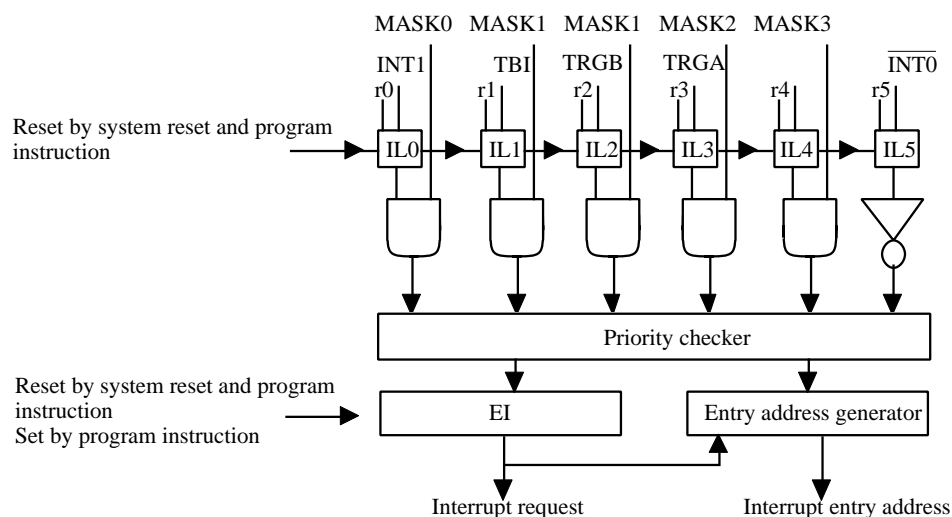 MASK0 MASK1 MASK1 MASK2 MASK3
INT1 TBI TRGB TRGA INT0
r0 r1 r2 r3 r4 r5
Reset by system reset and program
instruction
IL0 IL1 IL2 IL3 IL4 IL5
Priority checker
Reset by system reset and program
instruction
Set by program instruction
EI
Entry address generator
Interrupt request
Interrupt entry address